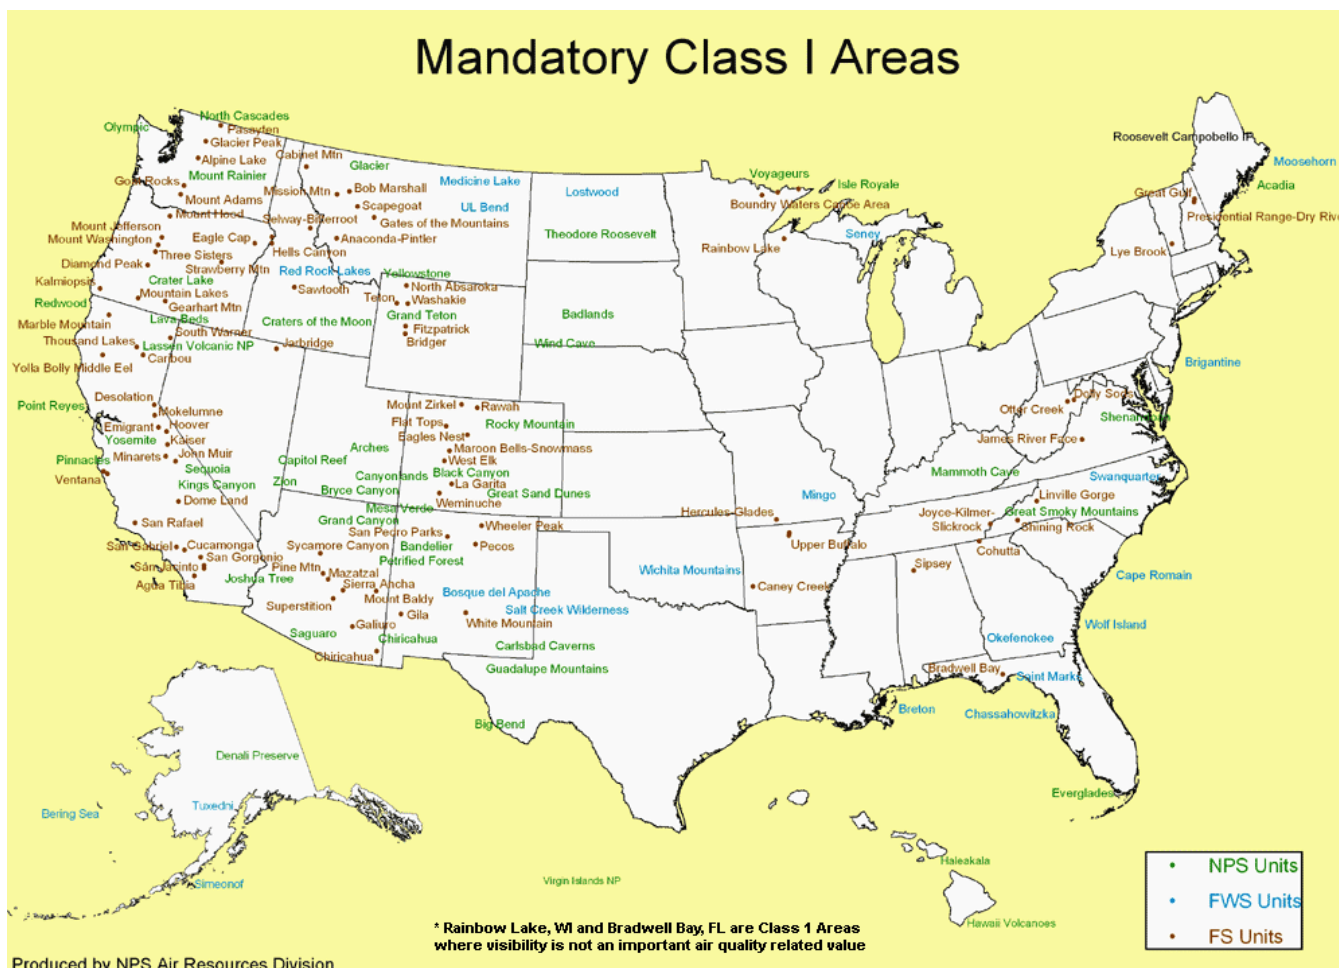 Mandatory Class I Areas
North Cascades
Olympic
Pasayten
Roosevelt Campobello IP
Glacier Peak
Cabinet Mtn
Alpine Lake
Moosehorn
Glacier
Voyageurs
Mount Rainier
Goat Rocks
Medicine Lake
Isle Royale
Acadia
Mission Mtn
Bob Marshall
Lostwood
Great Gulf
Mount Adams
Boundry Waters Canoe Area
Scapegoat
UL Bend
Mount Hood
Selway-Bitterroot
Presidential Range-Dry Rive
Mount Jefferson
Gates of the Mountains
Mount Washington
Eagle Cap
Anaconda-Pintler
Theodore Roosevelt
Seney
Rainbow Lake
Lye Brook
Three Sisters
Hells Canyon
Diamond Peak
Strawberry Mtn
Red Rock Lakes
Yellowstone
Kalmiopsis
Crater Lake
Sawtooth
North Absaroka
Mountain Lakes
Teton
Washakie
Redwood
Gearhart Mtn
Grand Teton
Badlands
Marble Mountain
Lava Beds
Craters of the Moon
South Warner
Fitzpatrick
Thousand Lakes
Lassen Volcanic NP
Jarbridge
Bridger
Wind Cave
Caribou
Yolla Bolly Middle Eel
Brigantine
Desolation
Dolly Sods
Point Reyes
Mokelumne
Mount Zirkel
Rawah
Otter Creek
Shenandoah
Emigrant
Hoover
Flat Tops
Rocky Mountain
Yosemite
Kaiser
Eagles Nest
James River Face
Arches
Maroon Bells-Snowmass
Pinnacles
Minarets
John Muir
Capitol Reef
West Elk
Sequoia
Canyonlands
Black Canyon
Mammoth Cave
Ventana
Kings Canyon
Zion
La Garita
Swanquarter
Bryce Canyon
Great Sand Dunes
Mingo
Dome Land
Weminuche
Linville Gorge
Mesa Verde
Hercules-Glades
Joyce-Kilmer-
Slickrock
Great Smoky Mountains
San Rafael
Grand Canyon
Wheeler Peak
Shining Rock
San Pedro Parks
San Gabriel
Cucamonga
Sycamore Canyon
Bandelier
Pecos
Upper Buffalo
Cohutta
San Gorgonio
Petrified Forest
Sipsey
San Jacinto
Pine Mtn
Mazatzal
Wichita Mountains
Cape Romain
Agua Tibia
Joshua Tree
Sierra Ancha
Caney Creek
Mount Baldy
Bosque del Apache
Superstition
Gila
Salt Creek Wilderness
Galiuro
White Mountain
Wolf Island
Saguaro
Chiricahua
Okefenokee
Carlsbad Caverns
Chiricahua
Guadalupe Mountains
Bradwell Bay
Saint Marks
Breton
Chassahowitzka
Big Bend
Denali Preserve
Everglades
Tuxedni
Bering Sea
Haleakala
Simeonof
Virgin Islands NP
Hawaii Volcanoes
NPS Units
FWS Units
FS Units
* Rainbow Lake, WI and Bradwell Bay, FL are Class 1 Areas
where visibility is not an important air quality related value
Produced by NPS Air Resources Division